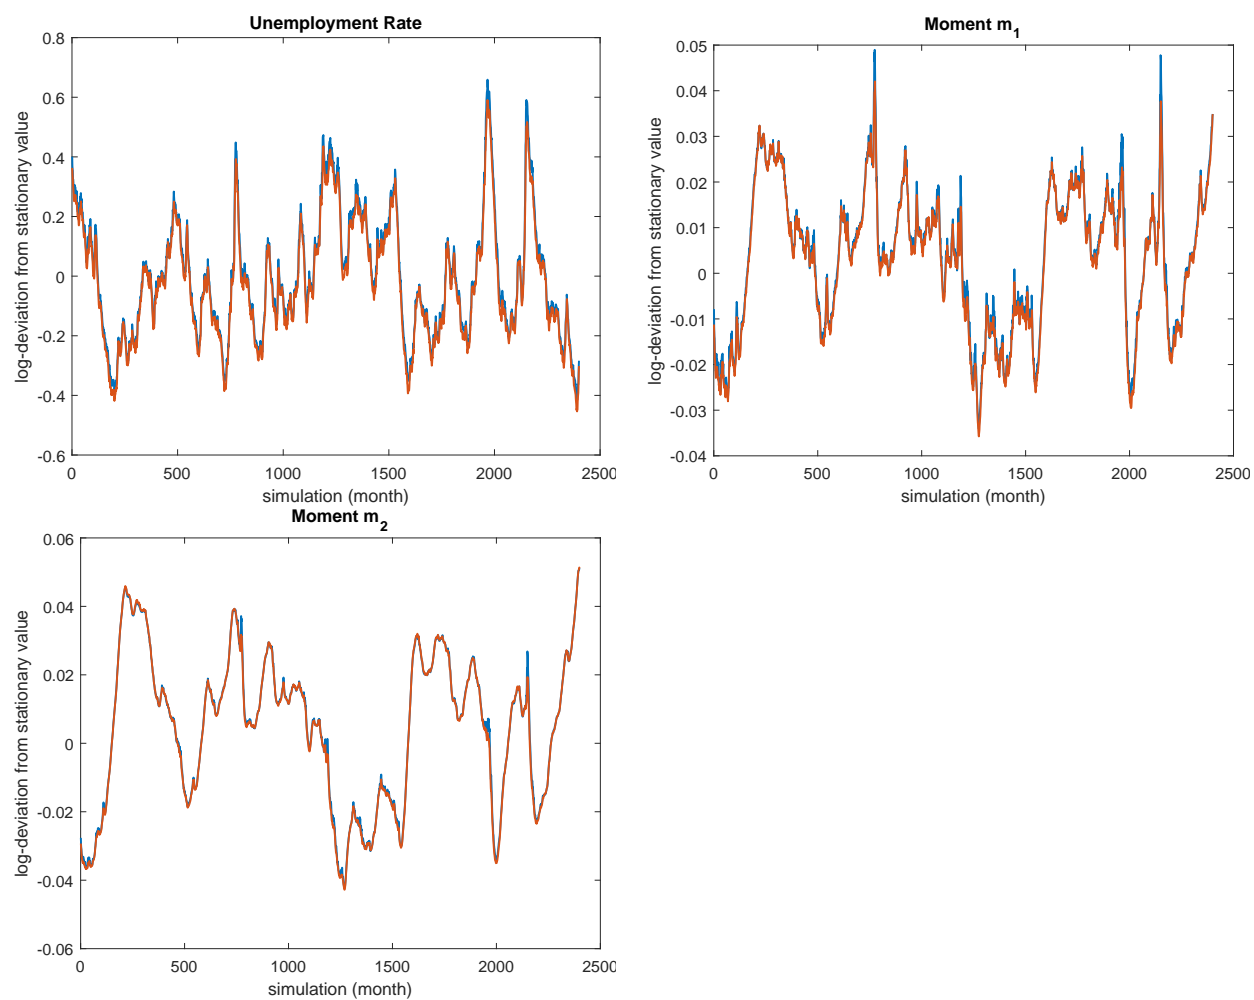 Unemployment Rate
0.8
0.6
0.4
0.2
0
-0.2
-0.4
-0.6
log-deviation from stationary value
0 500 1000 1500 2000 2500
simulation (month)
Moment m1
0.05
0.04
0.03
0.02
0.01
0
-0.01
-0.02
-0.03
-0.04
log-deviation from stationary value
0 500 1000 1500 2000 2500
simulation (month)
Moment m2
0.06
0.04
0.02
0
-0.02
-0.04
-0.06
log-deviation from stationary value
0 500 1000 1500 2000 2500
simulation (month)